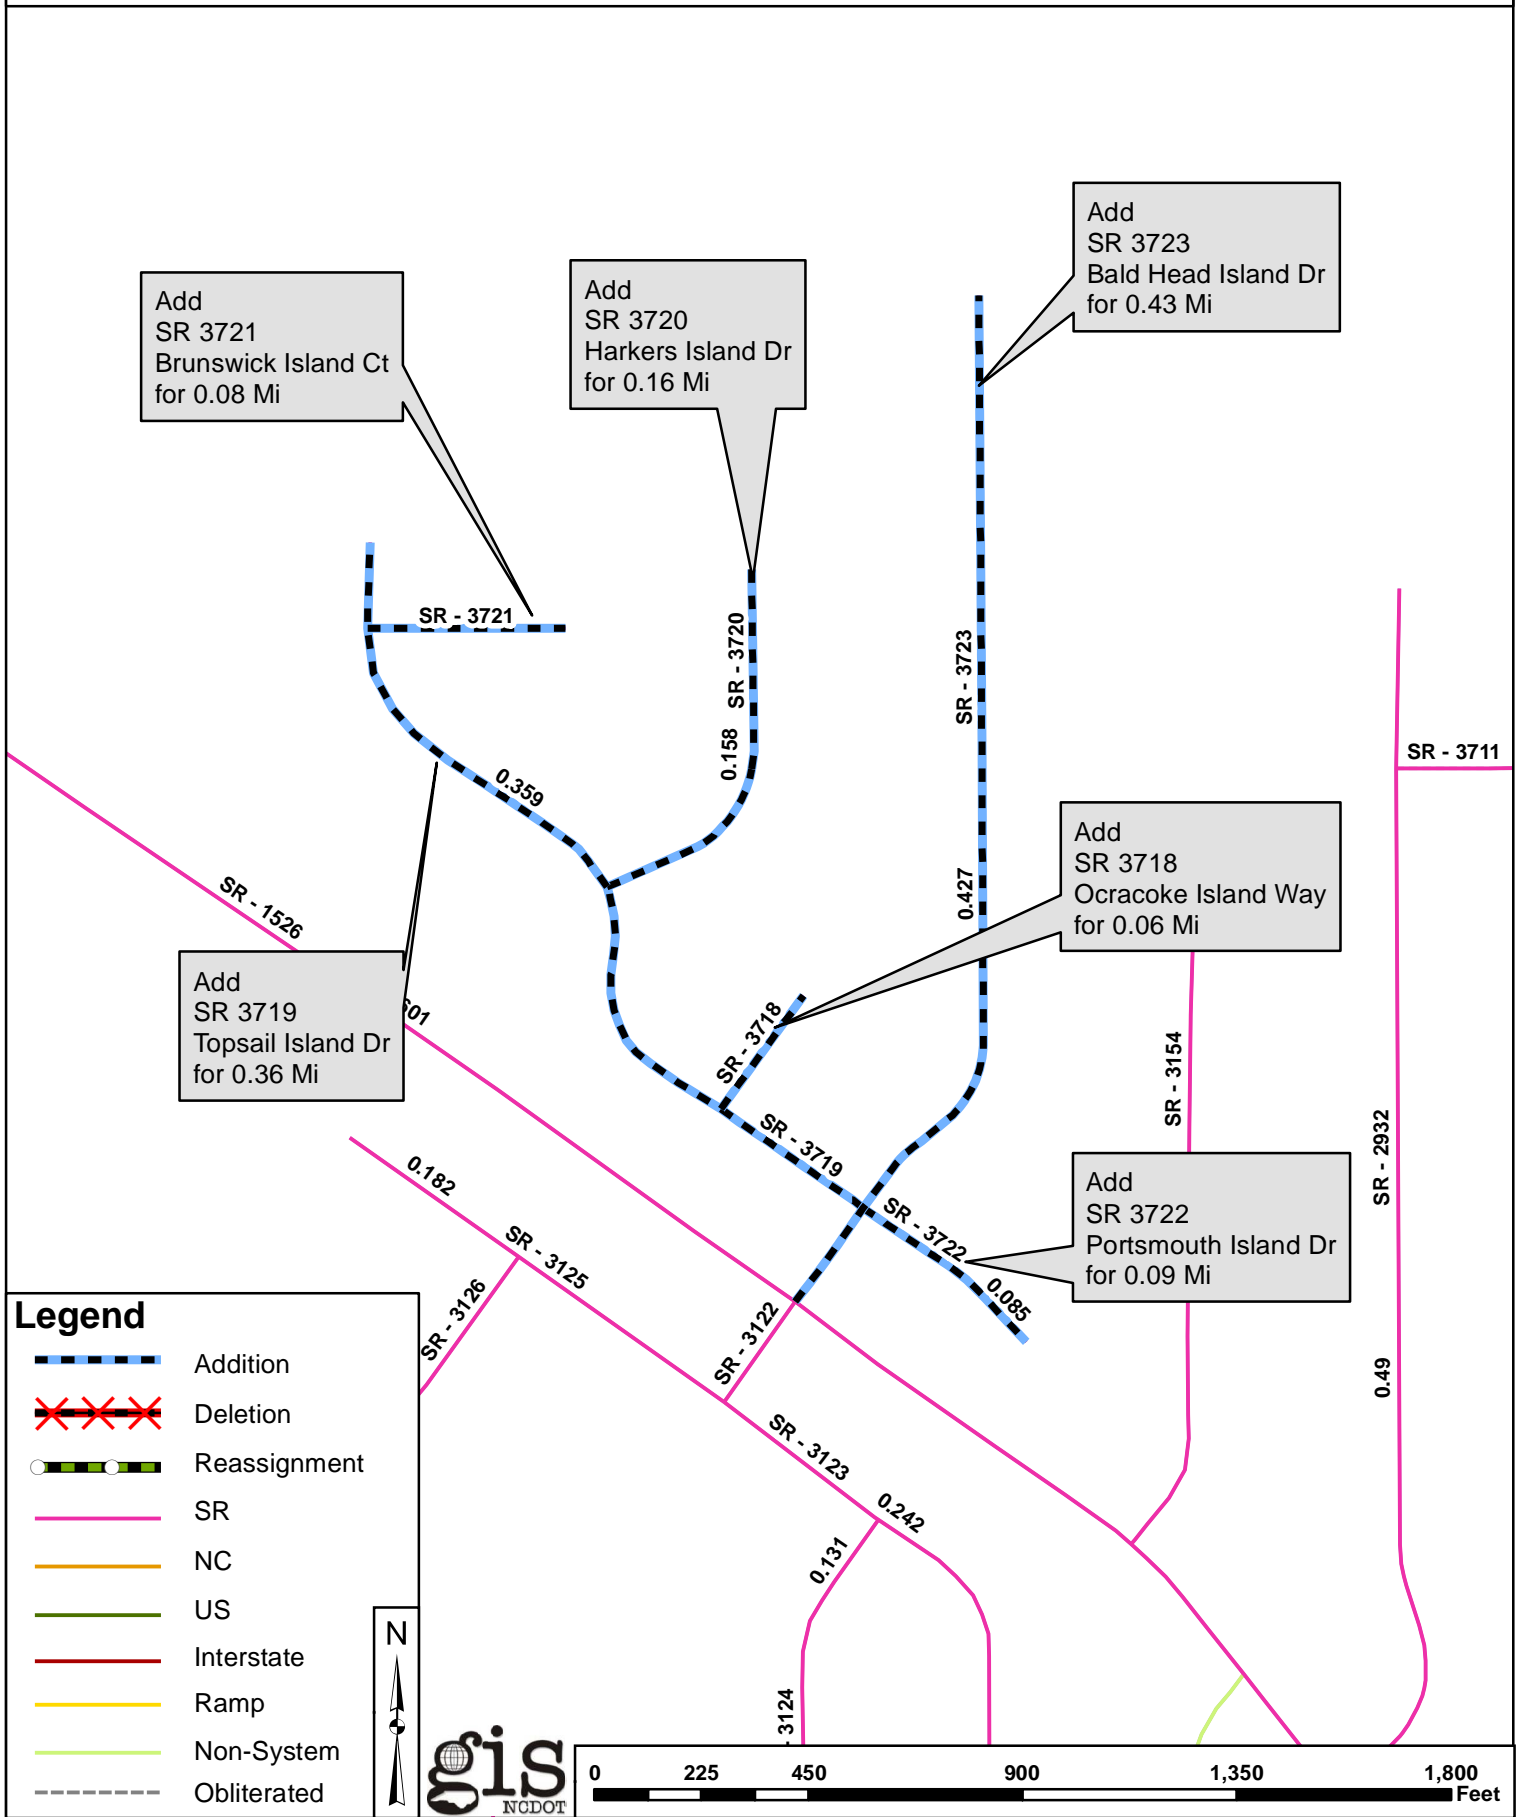 Add
SR 3723
Bald Head Island Dr
for 0.43 Mi
Add
SR 3720
Harkers Island Dr
for 0.16 Mi
Add
SR 3721
Brunswick Island Ct
for 0.08 Mi
SR - 3721
SR - 3720
SR - 3723
0.158
SR - 3711
0.359
Add
SR 3718
Ocracoke Island Way
for 0.06 Mi
0.427
SR - 1526
Add
SR 3719
Topsail Island Dr
for 0.36 Mi
601
SR - 3718
SR - 3154
SR - 2932
SR - 3719
0.182
Add
SR 3722
Portsmouth Island Dr
for 0.09 Mi
SR - 3722
SR - 3125
0.085
SR - 3126
SR - 3122
0.49
SR - 3123
0.242
0.131
- 3124
Legend
Addition
Deletion
Reassignment
SR
NC
US
Interstate
Ramp
Non-System
Obliterated
N
gis
NCDOT
0 225 450 900 1,350 1,800
Feet